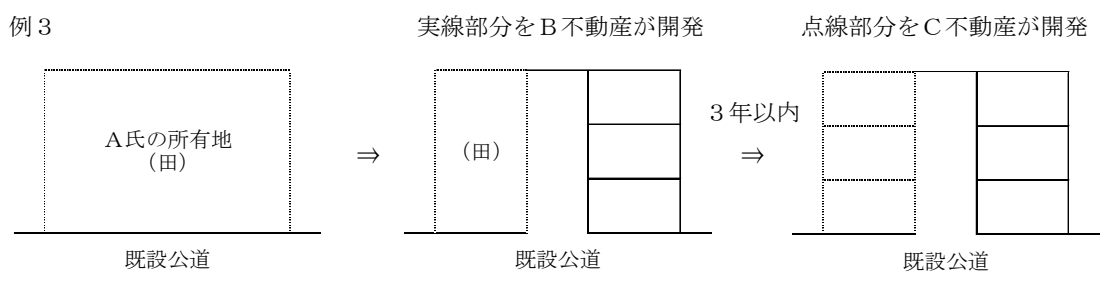 例３
実線部分をＢ不動産が開発
点線部分をＣ不動産が開発
Ａ氏の所有地
（田）
⇒
（田）
３年以内
⇒
既設公道
既設公道
既設公道